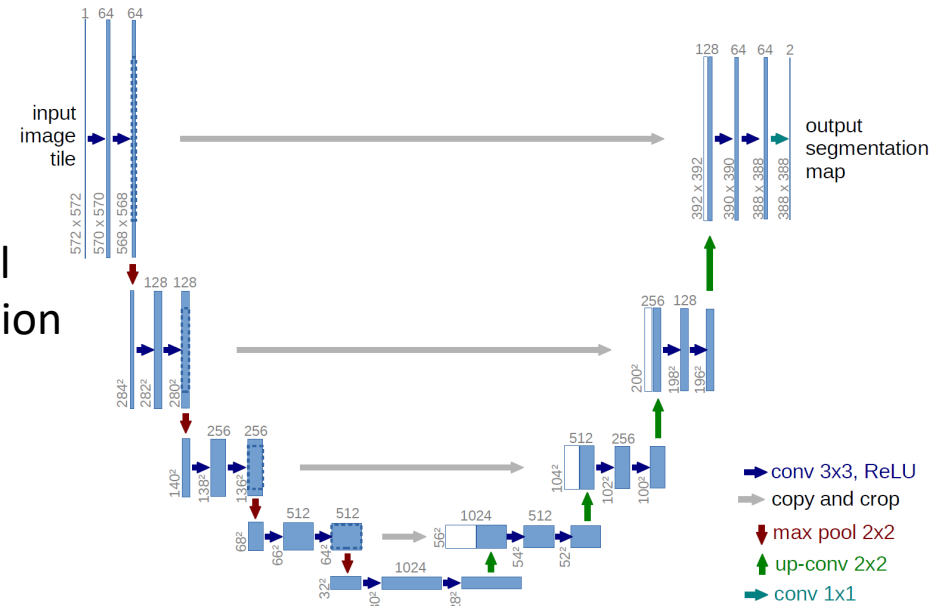 1 64 64
128 64 64 2
input
image
tile
output
segmentation
map
572 x 572
570 x 570
568 x 568
392 x 392
390 x 390
388 x 388
388 x 388
l
ion
128 128
256 128
284²
282²
280²
200²
198²
196²
256 256
512 256
140²
138²
136²
104²
102²
100²
512 512
1024 512
68²
66²
64²
56²
54²
52²
1024
32²
conv 3x3, ReLU
copy and crop
max pool 2x2
up-conv 2x2
conv 1x1